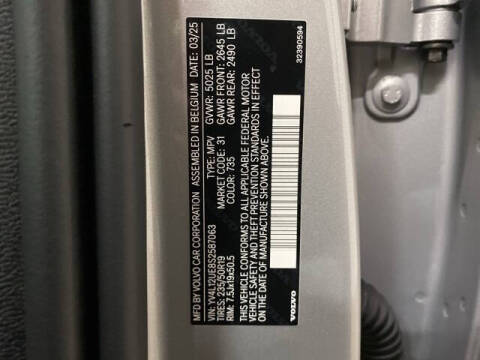 MFD BY VOLVO CAR CORPORATION ASSEMBLED IN BELGIUM DATE: 03/25
VIN: YV4L12UE8S2587063 GVWR: 5025 LB
TIRES: 235/50R19 TYPE: MPV GAWR FRONT: 2645 LB
RIM: 7.5Jx19x50.5 MARKET CODE: 31 GAWR REAR: 2490 LB
COLOR: 735
THIS VEHICLE CONFORMS TO ALL APPLICABLE FEDERAL MOTOR
VEHICLE SAFETY AND THEFT PREVENTION STANDARDS IN EFFECT
ON THE DATE OF MANUFACTURE SHOWN ABOVE.
VOLVO
32390594